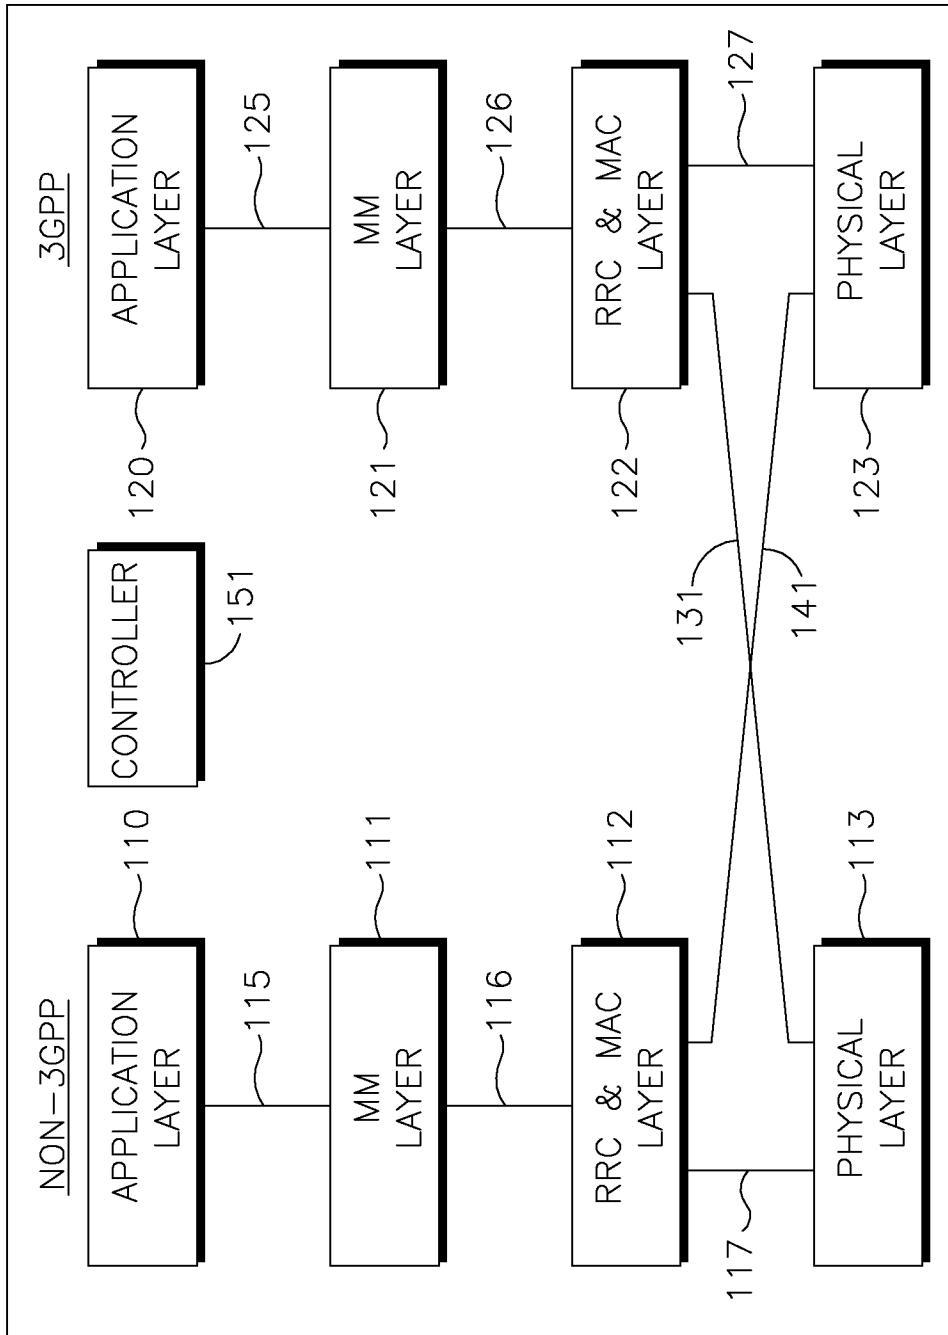 NON-3GPP
3GPP
110
CONTROLLER
120
APPLICATION
LAYER
151
APPLICATION
LAYER
115
125
MM
LAYER
111
121
MM
LAYER
116
126
RRC & MAC
LAYER
112
122
RRC & MAC
LAYER
117
131
141
127
PHYSICAL
LAYER
113
123
PHYSICAL
LAYER